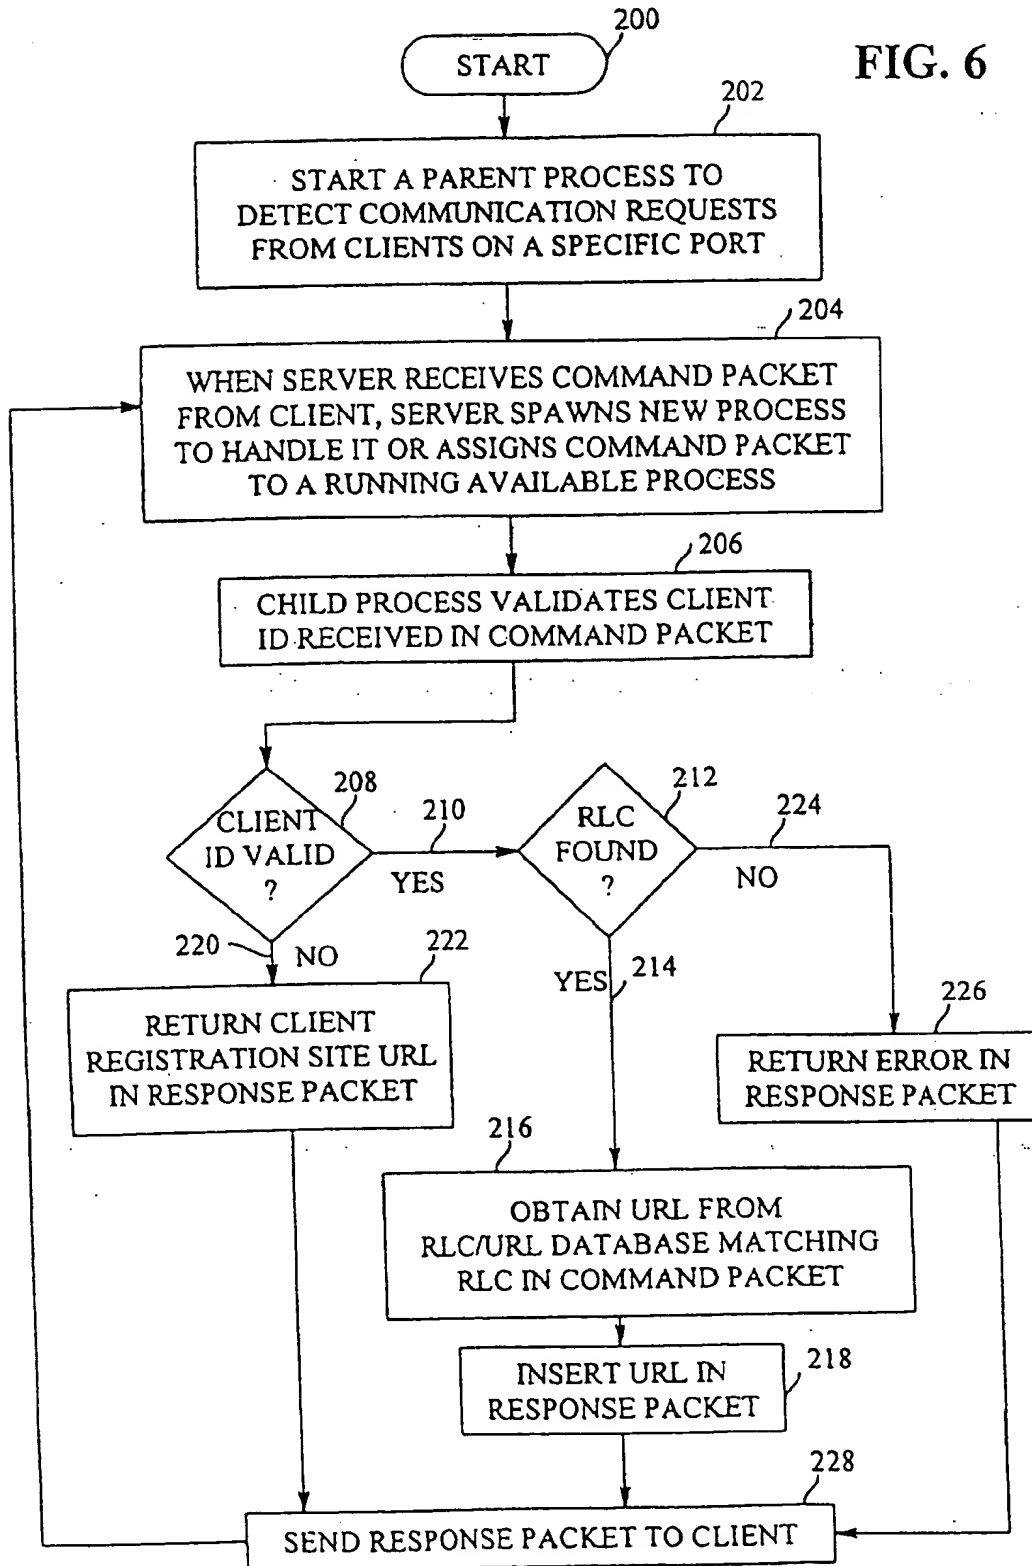 200
START
FIG. 6
202
START A PARENT PROCESS TO
DETECT COMMUNICATION REQUESTS
FROM CLIENTS ON A SPECIFIC PORT
204
WHEN SERVER RECEIVES COMMAND PACKET
FROM CLIENT, SERVER SPAWNS NEW PROCESS
TO HANDLE IT OR ASSIGNS COMMAND PACKET
TO A RUNNING AVAILABLE PROCESS
206
CHILD PROCESS VALIDATES CLIENT
ID RECEIVED IN COMMAND PACKET
208
CLIENT
ID VALID
?
210
YES
212
RLC
FOUND
?
224
NO
220
NO
222
RETURN CLIENT
REGISTRATION SITE URL
IN RESPONSE PACKET
YES
214
226
RETURN ERROR IN
RESPONSE PACKET
216
OBTAIN URL FROM
RLC/URL DATABASE MATCHING
RLC IN COMMAND PACKET
INSERT URL IN
RESPONSE PACKET
218
228
SEND RESPONSE PACKET TO CLIENT